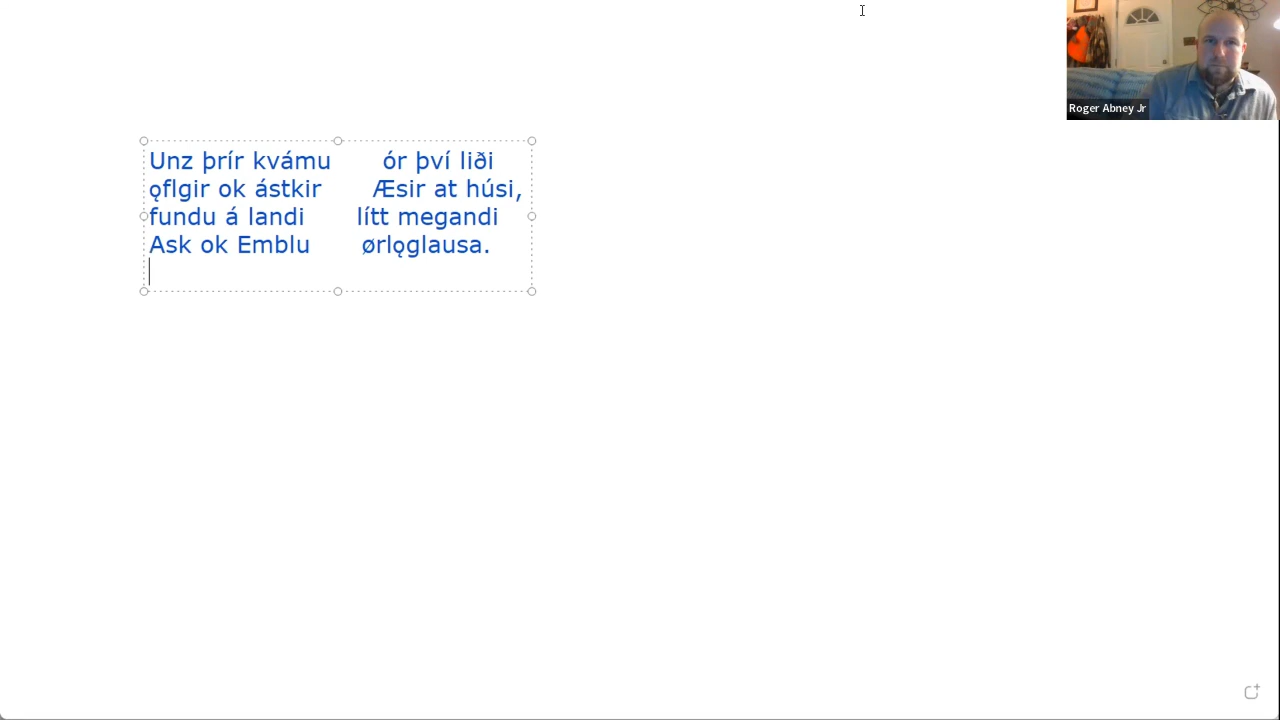 Unz þrír kvámu ór því liði
ǫflgir ok ástkir Æsir at húsi,
fundu á landi lítt megandi
Ask ok Emblu ørlǫglausa.
Roger Abney Jr